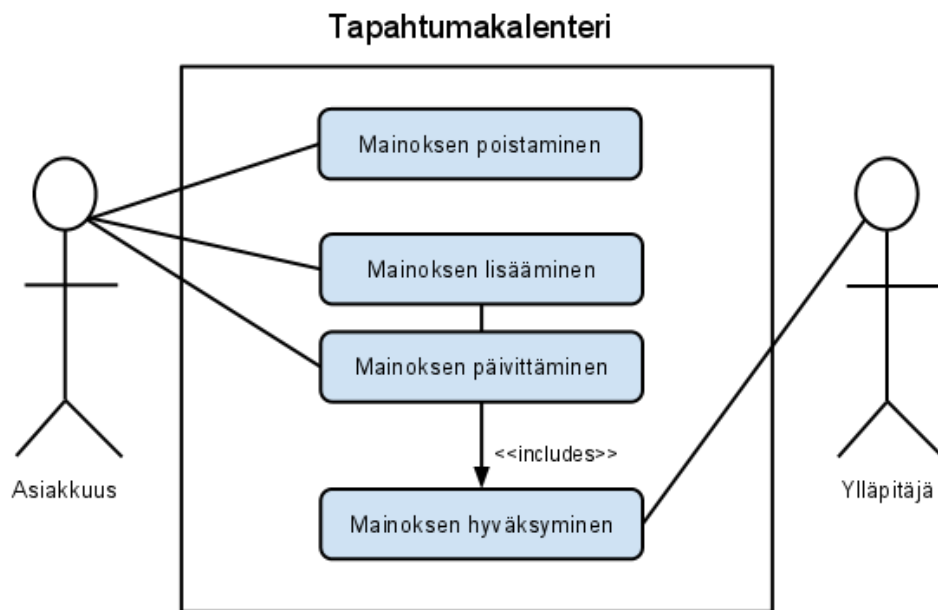 Tapahtumakalenteri
Mainoksen poistaminen
Mainoksen lisääminen
Mainoksen päivittäminen
<<includes>>
Asiakkuus
Ylläpitäjä
Mainoksen hyväksyminen